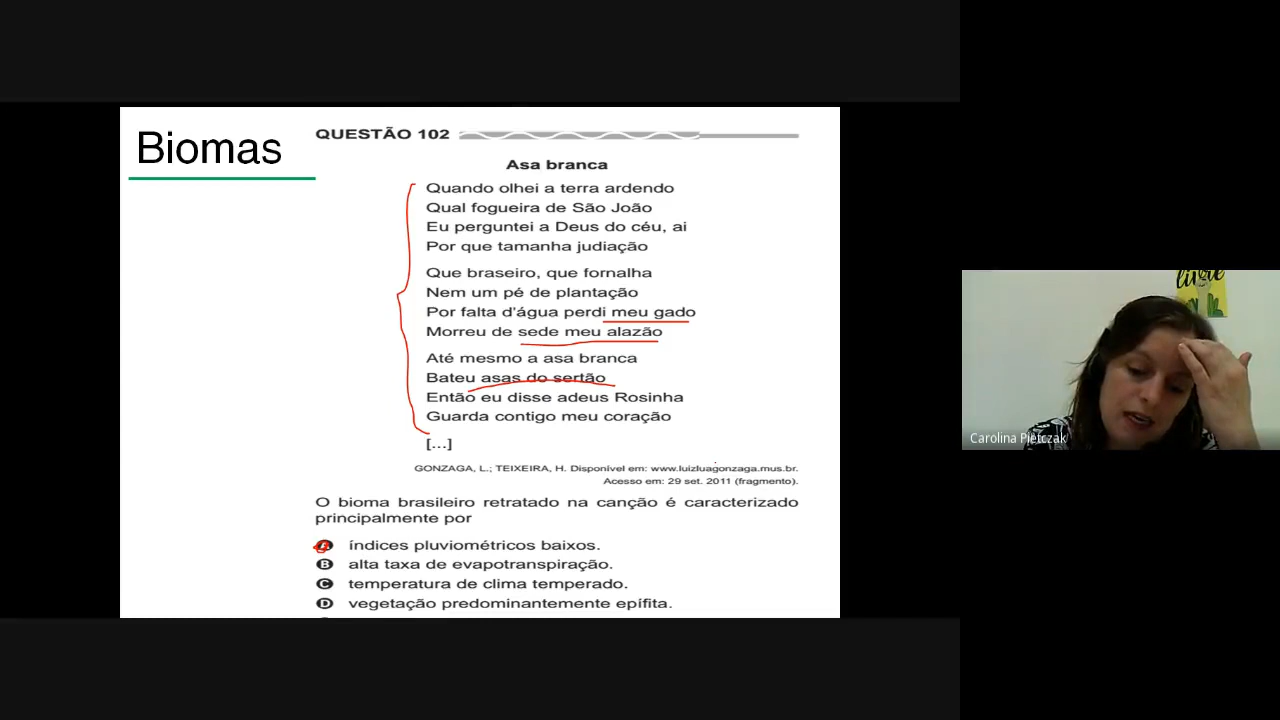 Biomas
QUESTÃO 102
Asa branca
Quando olhei a terra ardendo
Qual fogueira de São João
Eu perguntei a Deus do céu, ai
Por que tamanha judiação
Que braseiro, que fornalha
Nem um pé de plantação
Por falta d'água perdi meu gado
Morreu de sede meu alazão
Até mesmo a asa branca
Bateu asas do sertão
Então eu disse adeus Rosinha
Guarda contigo meu coração
[...]
GONZAGA, L.; TEIXEIRA, H. Disponível em: www.luizluagonzaga.mus.br.
Acesso em: 29 set. 2011 (fragmento).
O bioma brasileiro retratado na canção é caracterizado
principalmente por
A índices pluviométricos baixos.
B alta taxa de evapotranspiração.
C temperatura de clima temperado.
D vegetação predominantemente epífita.
livre
Carolina Pietczak